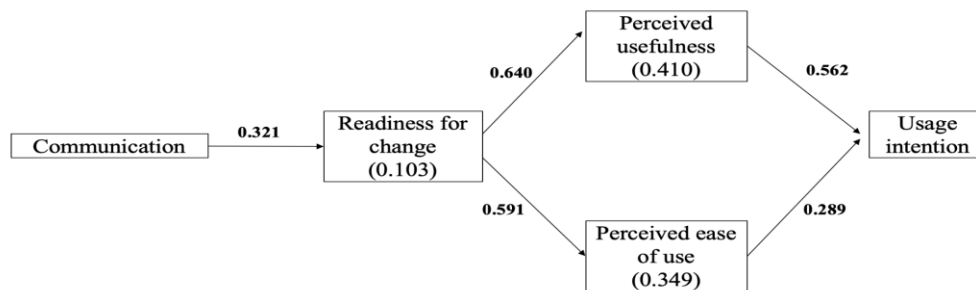 Communication
0.321
Readiness for
change
(0.103)
0.640
0.591
Perceived
usefulness
(0.410)
Perceived ease
of use
(0.349)
0.562
0.289
Usage
intention